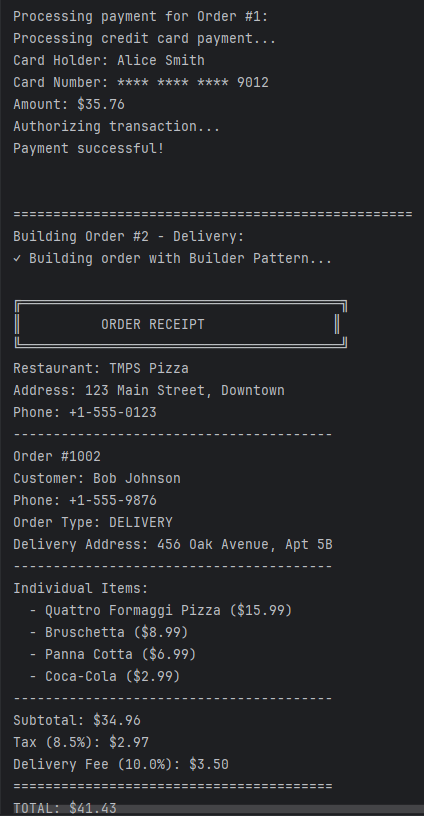 Processing payment for Order #1:
Processing credit card payment...
Card Holder: Alice Smith
Card Number: **** **** **** 9012
Amount: $35.76
Authorizing transaction...
Payment successful!
==================================================
Building Order #2 - Delivery:
✓ Building order with Builder Pattern...
╔════════════════════════════════════════╗
║          ORDER RECEIPT                ║
╚════════════════════════════════════════╝
Restaurant: TMPS Pizza
Address: 123 Main Street, Downtown
Phone: +1-555-0123
----------------------------------------
Order #1002
Customer: Bob Johnson
Phone: +1-555-9876
Order Type: DELIVERY
Delivery Address: 456 Oak Avenue, Apt 5B
----------------------------------------
Individual Items:
  - Quattro Formaggi Pizza ($15.99)
  - Bruschetta ($8.99)
  - Panna Cotta ($6.99)
  - Coca-Cola ($2.99)
----------------------------------------
Subtotal: $34.96
Tax (8.5%): $2.97
Delivery Fee (10.0%): $3.50
========================================
TOTAL: $41.43